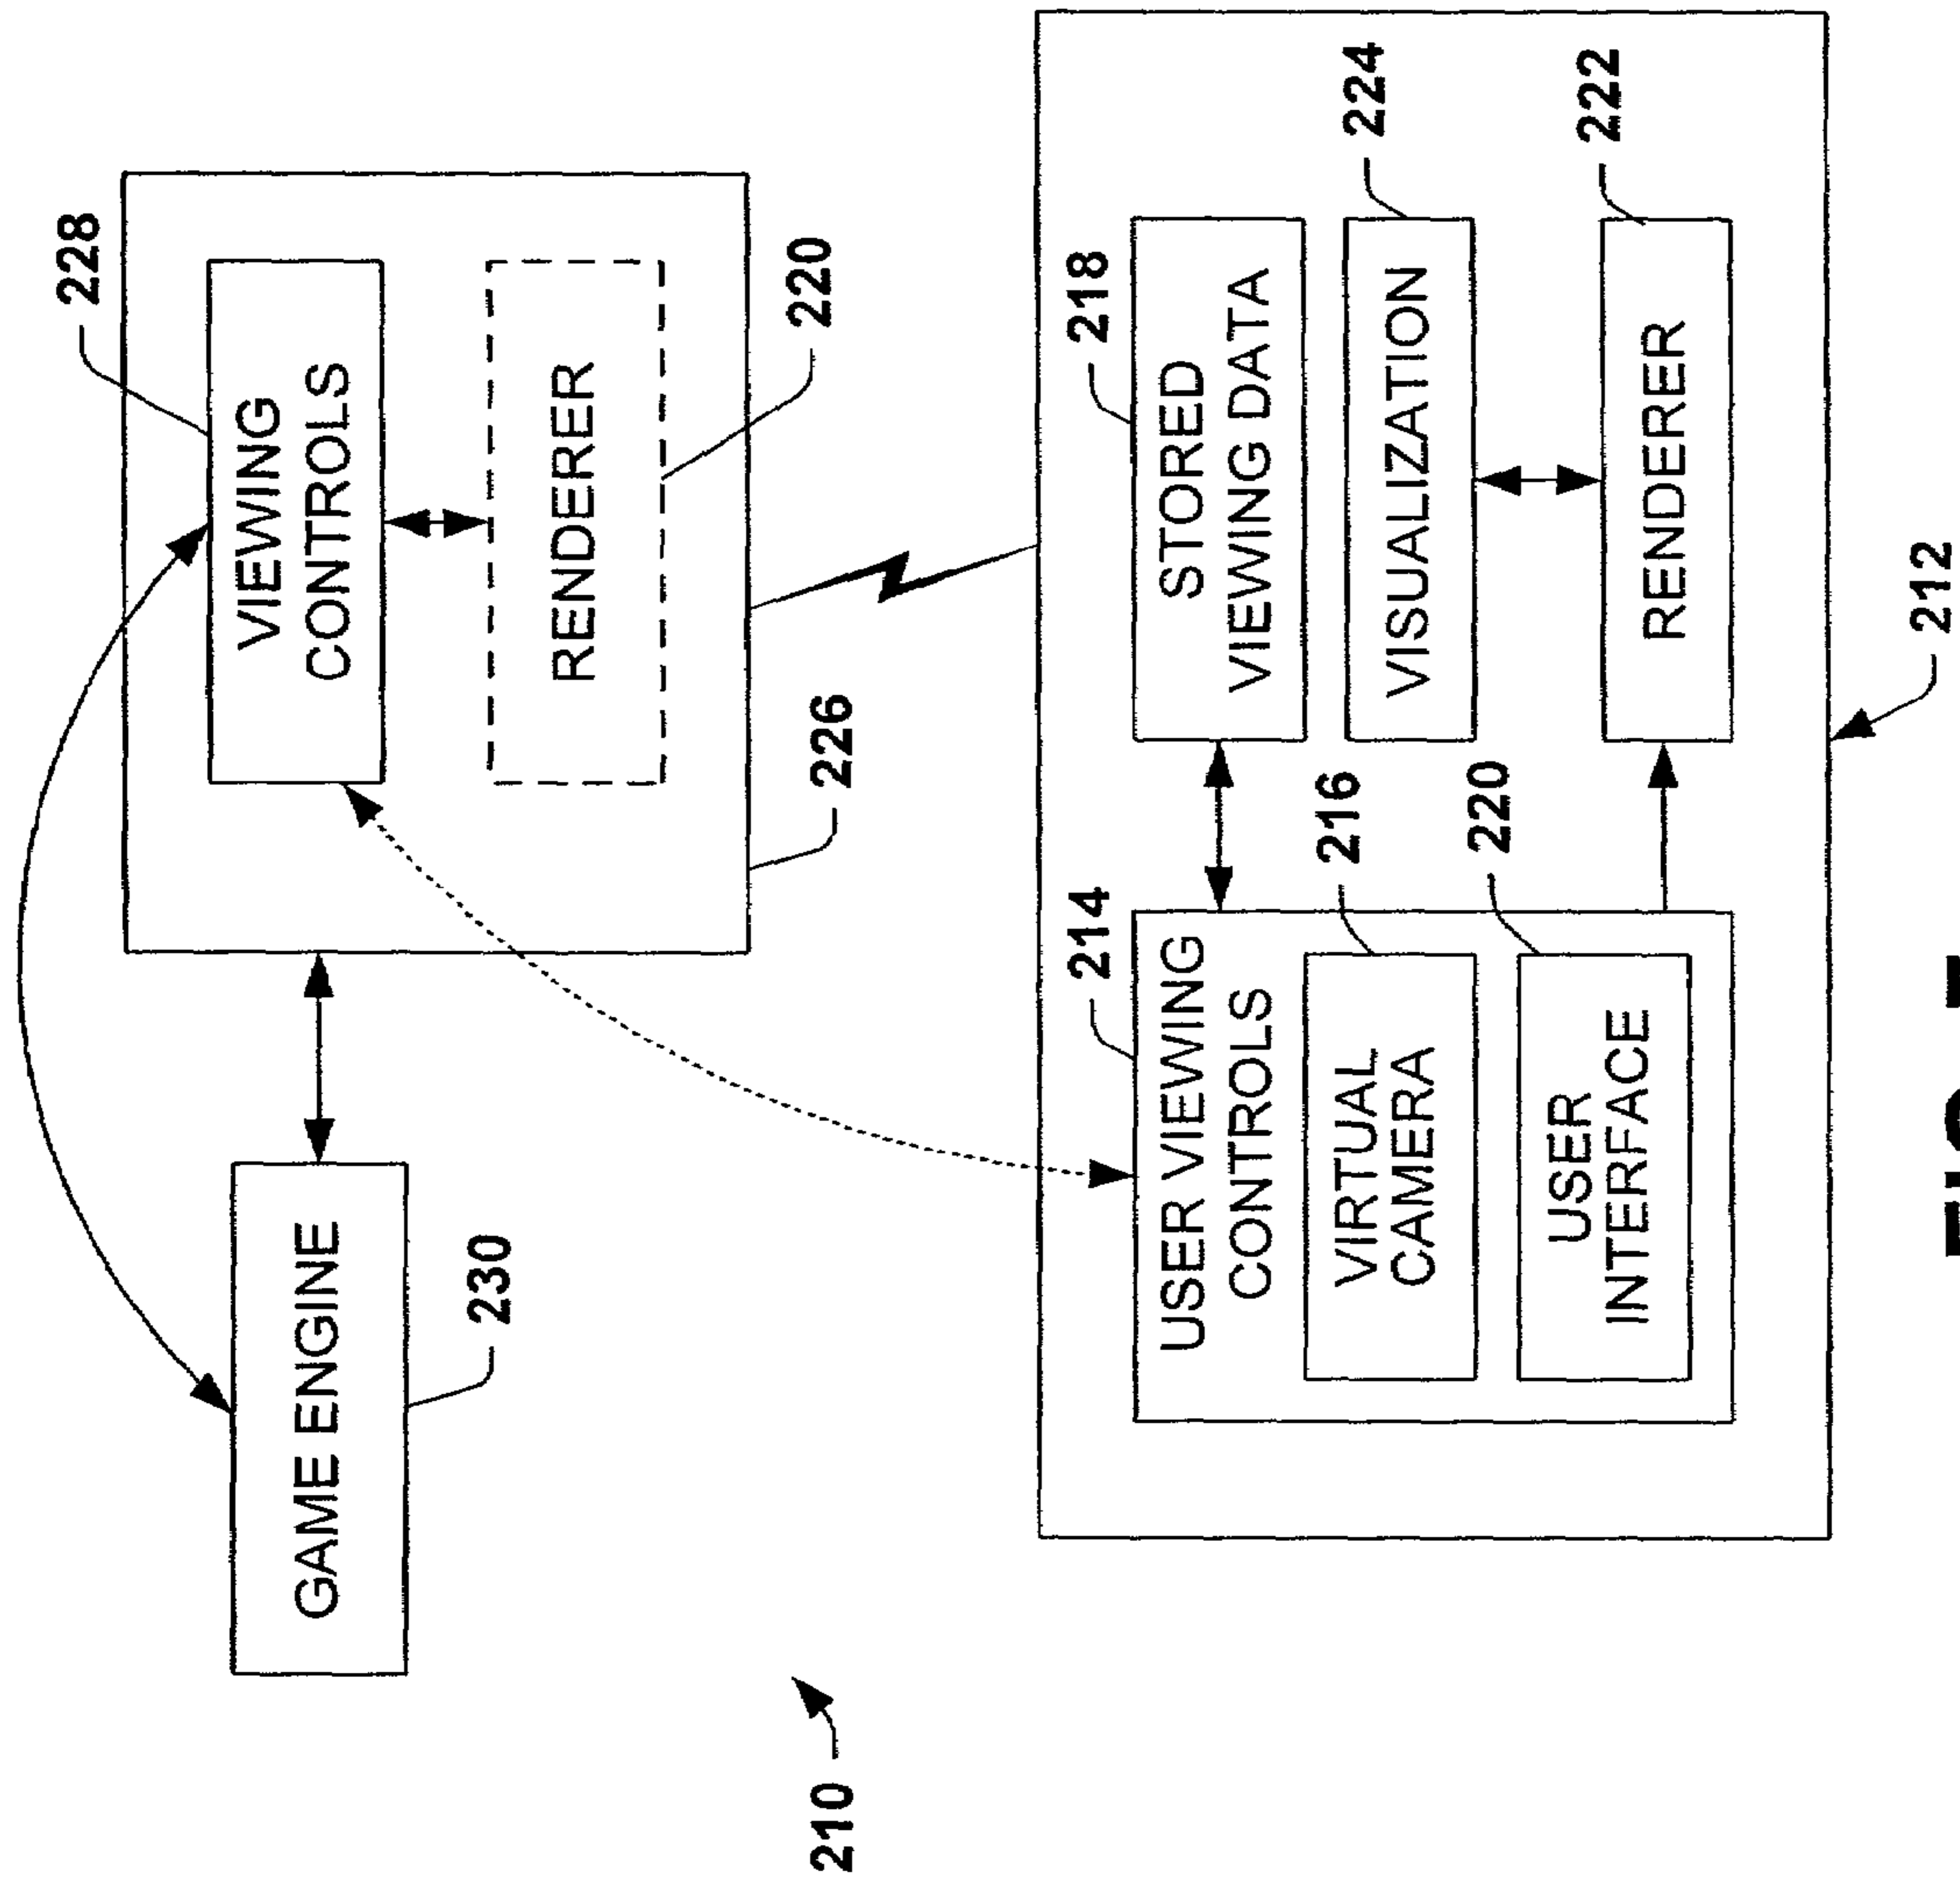 228
VIEWING
CONTROLS
GAME ENGINE
230
RENDERER
220
210
226
214
218
USER VIEWING
CONTROLS
STORED
VIEWING DATA
216
224
VIRTUAL
CAMERA
VISUALIZATION
220
222
USER
INTERFACE
RENDERER
212